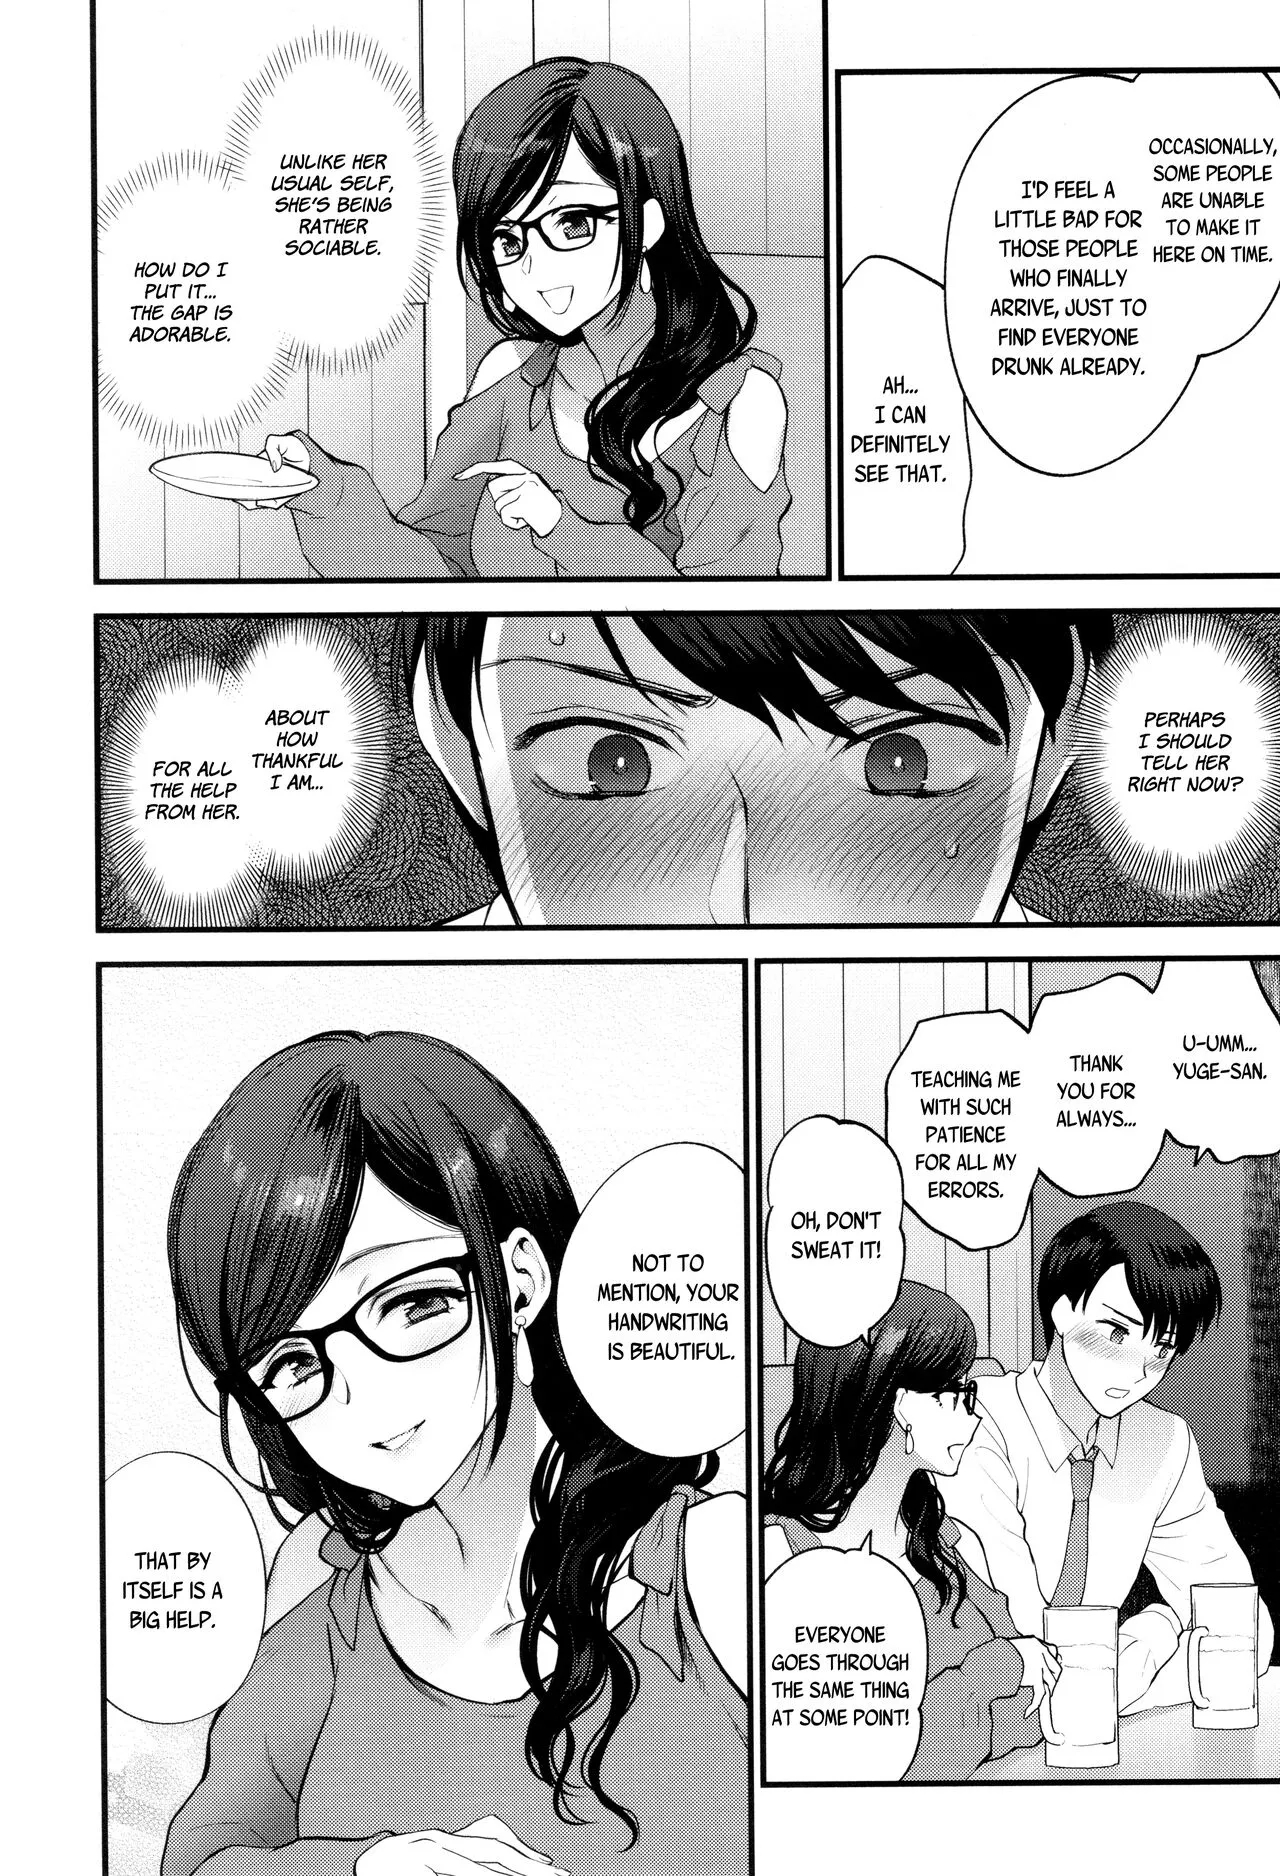 OCCASIONALLY,
SOME PEOPLE
ARE UNABLE
TO MAKE IT
HERE ON TIME.
I'D FEEL A
LITTLE BAD FOR
THOSE PEOPLE
WHO FINALLY
ARRIVE, JUST TO
FIND EVERYONE
DRUNK ALREADY.
AH...
I CAN
DEFINITELY
SEE THAT.
UNLIKE HER
USUAL SELF,
SHE'S BEING
RATHER
SOCIABLE.
HOW DO I
PUT IT...
THE GAP IS
ADORABLE.
PERHAPS
I SHOULD
TELL HER
RIGHT NOW?
ABOUT
HOW
THANKFUL
I AM...
FOR ALL
THE HELP
FROM HER.
U-UMM...
YUGE-SAN.
THANK
YOU FOR
ALWAYS...
TEACHING ME
WITH SUCH
PATIENCE
FOR ALL MY
ERRORS.
OH, DON'T
SWEAT IT!
EVERYONE
GOES THROUGH
THE SAME THING
AT SOME POINT!
NOT TO
MENTION, YOUR
HANDWRITING
IS BEAUTIFUL.
THAT BY
ITSELF IS A
BIG HELP.